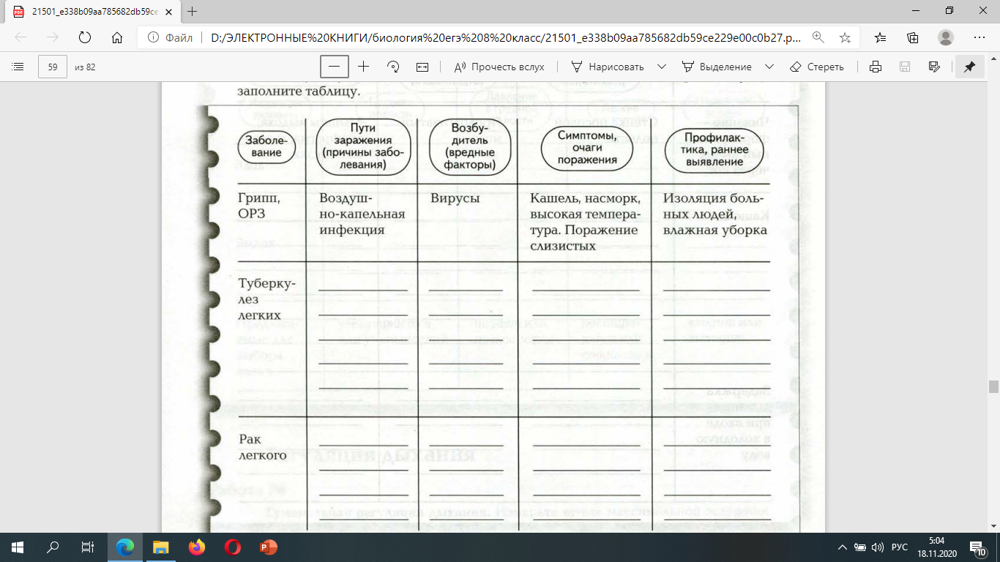 21501_e338b09aa785682db59ce
Файл
D:/ЭЛЕКТРОННЫЕ%20КНИГИ/биология%20егэ%208%20класс/21501_e338b09aa785682db59ce229e00c0b27.p...
59 из 82
Прочесть вслух
Нарисовать
Выделение
Стереть
заполните таблицу.
Заболе-
вание
Пути
заражения
(причины забо-
левания)
Возбу-
дитель
(вредные
факторы)
Симптомы,
очаги
поражения
Профилак-
тика, раннее
выявление
Грипп,
ОРЗ
Воздуш-
но-капельная
инфекция
Вирусы
Кашель, насморк,
высокая темпера-
тура. Поражение
слизистых
Изоляция боль-
ных людей,
влажная уборка
Туберку-
лез
легких
Рак
легкого
РУС
5:04
18.11.2020
10